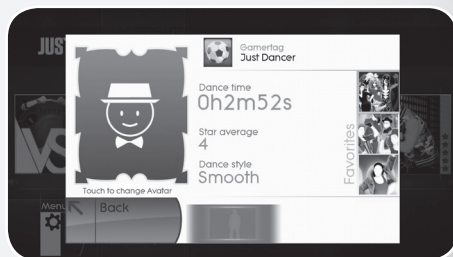 JUS
Gamertag
Just Dancer
Dance time
0h2m52s
Star average
4
Dance style
Smooth
Favorites
Touch to change Avatar
VS
Menu
Back